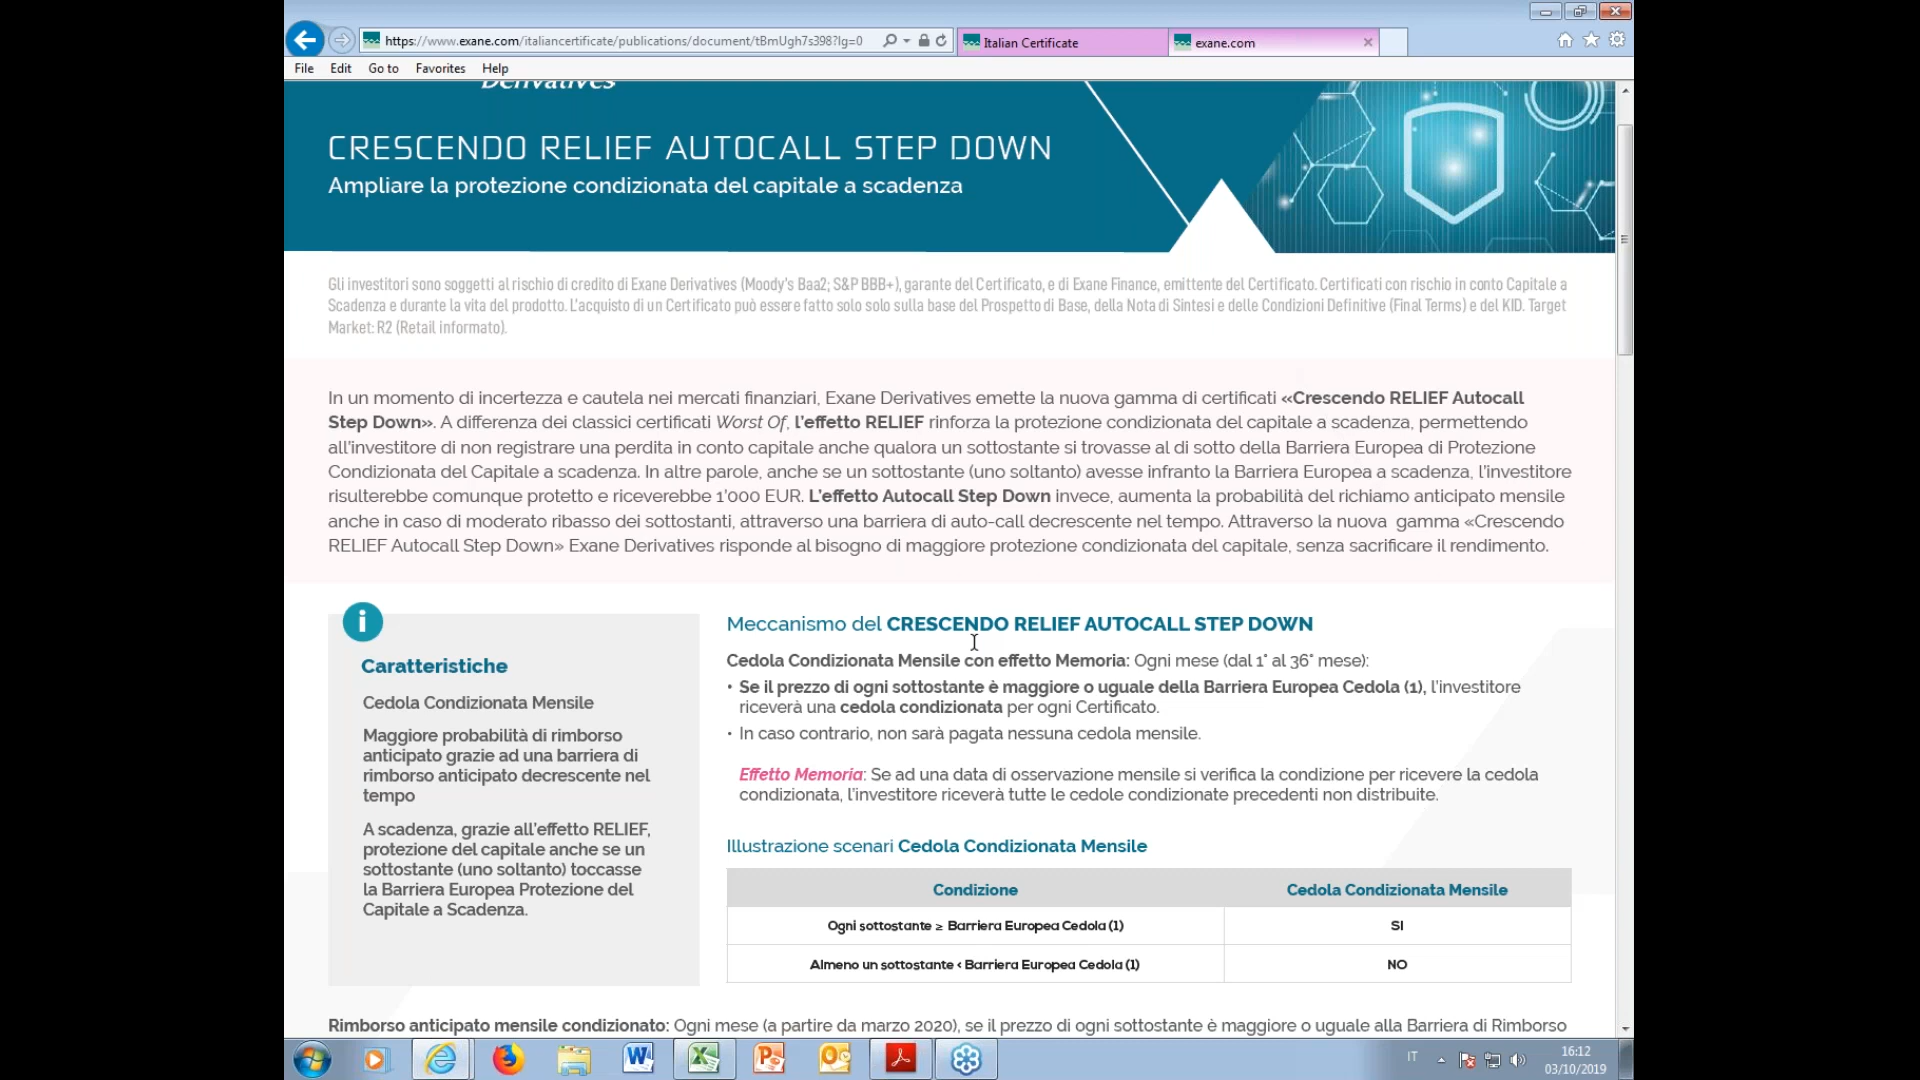 https://www.exane.com/italiancertificate/publications/document/tBmUgh7s398?lg=0
Italian Certificate
exane.com
File Edit Go to Favorites Help
Derivatives
CRESCENDO RELIEF AUTOCALL STEP DOWN
Ampliare la protezione condizionata del capitale a scadenza
Gli investitori sono soggetti al rischio di credito di Exane Derivatives (Moody's Baa2; S&P BBB+), garante del Certificato, e di Exane Finance, emittente del Certificato. Certificati con rischio in conto Capitale a
Scadenza e durante la vita del prodotto. L'acquisto di un Certificato può essere fatto solo solo sulla base del Prospetto di Base, della Nota di Sintesi e delle Condizioni Definitive (Final Terms) e del KID. Target
Market: R2 (Retail informato).
In un momento di incertezza e cautela nei mercati finanziari, Exane Derivatives emette la nuova gamma di certificati «Crescendo RELIEF Autocall
Step Down». A differenza dei classici certificati Worst Of, l'effetto RELIEF rinforza la protezione condizionata del capitale a scadenza, permettendo
all'investitore di non registrare una perdita in conto capitale anche qualora un sottostante si trovasse al di sotto della Barriera Europea di Protezione
Condizionata del Capitale a scadenza. In altre parole, anche se un sottostante (uno soltanto) avesse infranto la Barriera Europea a scadenza, l'investitore
risulterebbe comunque protetto e riceverebbe 1'000 EUR. L'effetto Autocall Step Down invece, aumenta la probabilità del richiamo anticipato mensile
anche in caso di moderato ribasso dei sottostanti, attraverso una barriera di auto-call decrescente nel tempo. Attraverso la nuova gamma «Crescendo
RELIEF Autocall Step Down» Exane Derivatives risponde al bisogno di maggiore protezione condizionata del capitale, senza sacrificare il rendimento.
i
Caratteristiche
Cedola Condizionata Mensile
Maggiore probabilità di rimborso
anticipato grazie ad una barriera di
rimborso anticipato decrescente nel
tempo
A scadenza, grazie all'effetto RELIEF,
protezione del capitale anche se un
sottostante (uno soltanto) toccasse
la Barriera Europea Protezione del
Capitale a Scadenza.
Meccanismo del CRESCENDO RELIEF AUTOCALL STEP DOWN
Cedola Condizionata Mensile con effetto Memoria: Ogni mese (dal 1° al 36° mese):
• Se il prezzo di ogni sottostante è maggiore o uguale della Barriera Europea Cedola (1), l'investitore
riceverà una cedola condizionata per ogni Certificato.
• In caso contrario, non sarà pagata nessuna cedola mensile.
Effetto Memoria: Se ad una data di osservazione mensile si verifica la condizione per ricevere la cedola
condizionata, l'investitore riceverà tutte le cedole condizionate precedenti non distribuite.
Illustrazione scenari Cedola Condizionata Mensile
Condizione Cedola Condizionata Mensile
Ogni sottostante ≥ Barriera Europea Cedola (1) SI
Almeno un sottostante < Barriera Europea Cedola (1) NO
Rimborso anticipato mensile condizionato: Ogni mese (a partire da marzo 2020), se il prezzo di ogni sottostante è maggiore o uguale alla Barriera di Rimborso
IT
16:12
03/10/2019